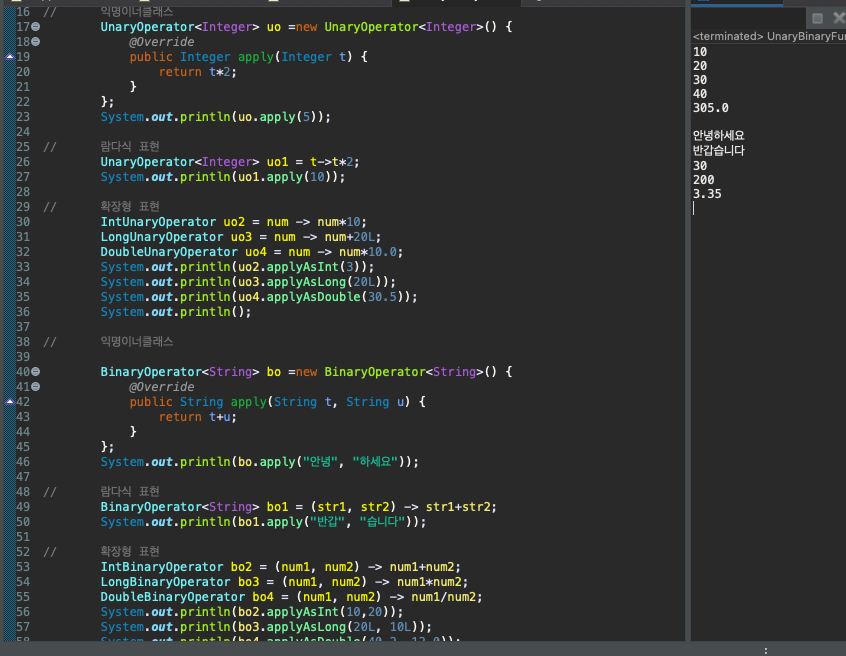 16 // 익명이너클래스
17 UnaryOperator<Integer> uo =new UnaryOperator<Integer>() {
18 @Override
19 public Integer apply(Integer t) {
20 return t*2;
21 }
22 };
23 System.out.println(uo.apply(5));
24
25 // 람다식 표현
26 UnaryOperator<Integer> uo1 = t->t*2;
27 System.out.println(uo1.apply(10));
28
29 // 확장형 표현
30 IntUnaryOperator uo2 = num -> num*10;
31 LongUnaryOperator uo3 = num -> num+20L;
32 DoubleUnaryOperator uo4 = num -> num*10.0;
33 System.out.println(uo2.applyAsInt(3));
34 System.out.println(uo3.applyAsLong(20L));
35 System.out.println(uo4.applyAsDouble(30.5));
36 System.out.println();
37
38 // 익명이너클래스
39
40 BinaryOperator<String> bo =new BinaryOperator<String>() {
41 @Override
42 public String apply(String t, String u) {
43 return t+u;
44 }
45 };
46 System.out.println(bo.apply("안녕", "하세요"));
47
48 // 람다식 표현
49 BinaryOperator<String> bo1 = (str1, str2) -> str1+str2;
50 System.out.println(bo1.apply("반갑", "습니다"));
51
52 // 확장형 표현
53 IntBinaryOperator bo2 = (num1, num2) -> num1+num2;
54 LongBinaryOperator bo3 = (num1, num2) -> num1*num2;
55 DoubleBinaryOperator bo4 = (num1, num2) -> num1/num2;
56 System.out.println(bo2.applyAsInt(10,20));
57 System.out.println(bo3.applyAsLong(20L, 10L));
58 System.out.println(bo4.applyAsDouble(40.2, 12.0));
<terminated> UnaryBinaryFun
10
20
30
40
305.0
안녕하세요
반갑습니다
30
200
3.35